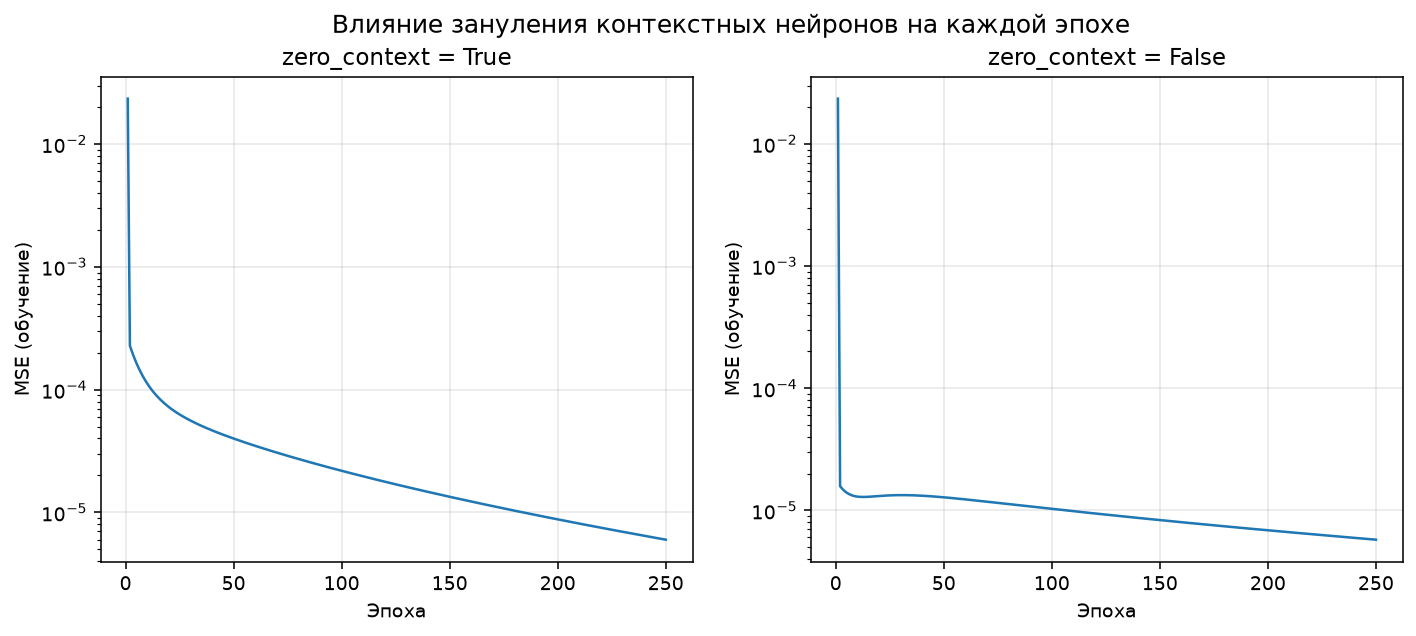 Влияние зануления контекстных нейронов на каждой эпохе
zero_context = True
MSE (обучение)
10⁻²
10⁻³
10⁻⁴
10⁻⁵
0 50 100 150 200 250
Эпоха
zero_context = False
MSE (обучение)
10⁻²
10⁻³
10⁻⁴
10⁻⁵
0 50 100 150 200 250
Эпоха